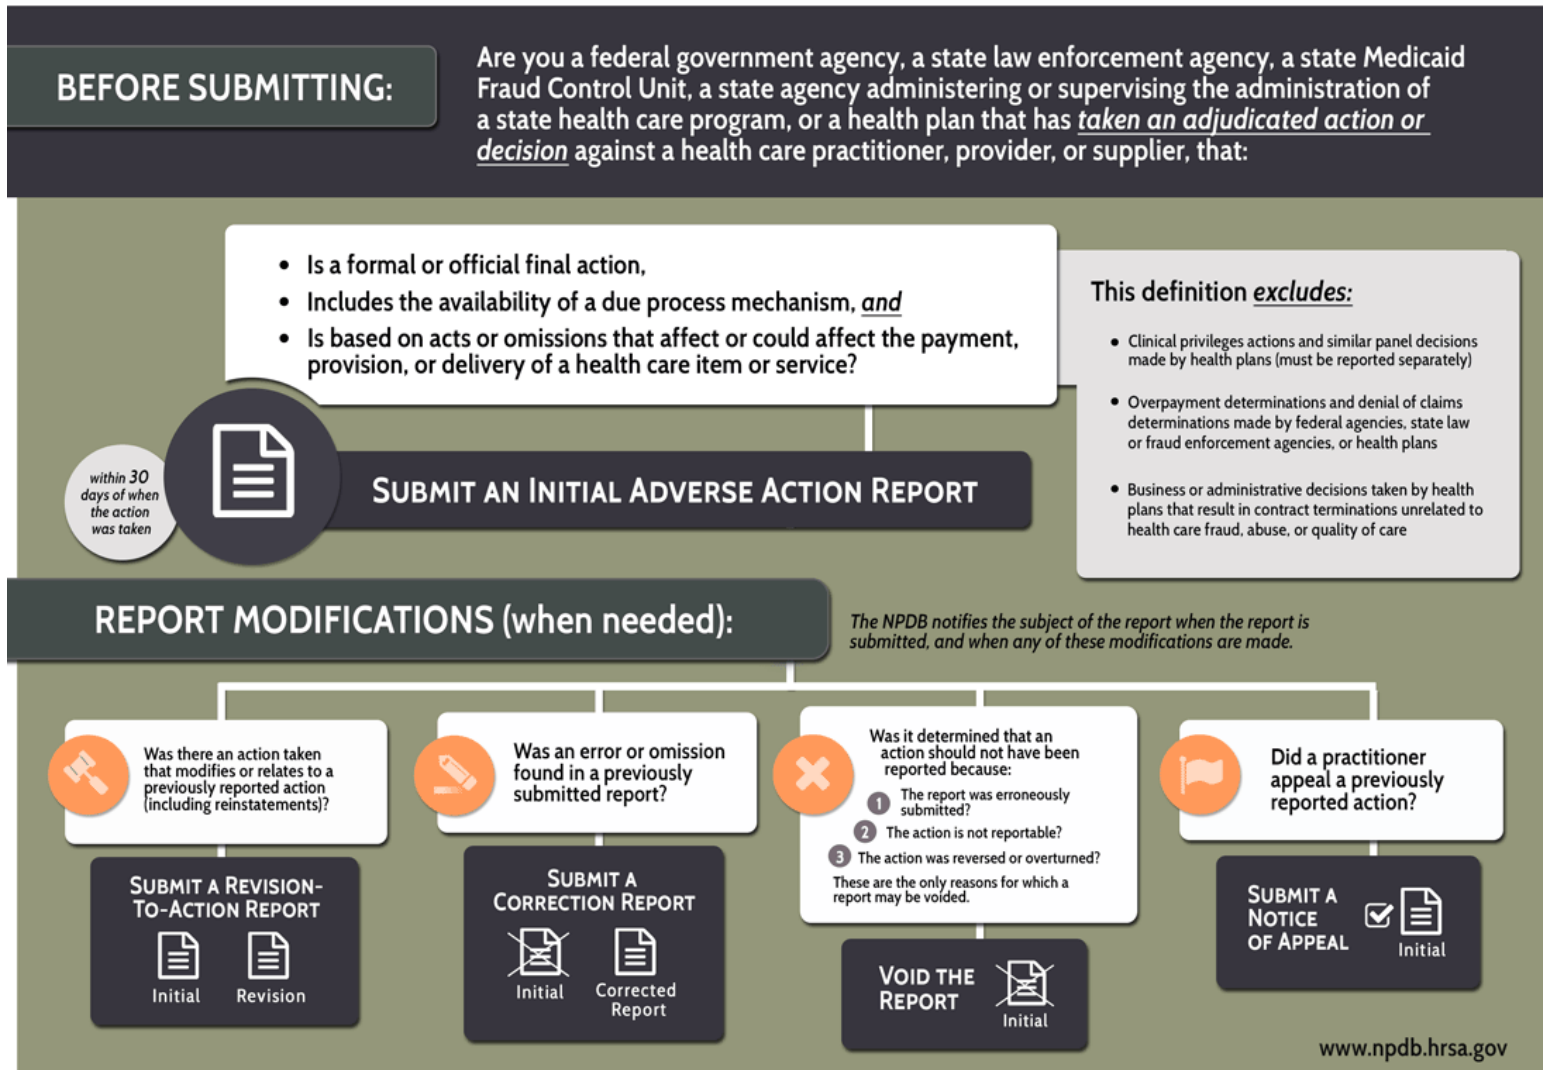 BEFORE SUBMITTING:
Are you a federal government agency, a state law enforcement agency, a state Medicaid
Fraud Control Unit, a state agency administering or supervising the administration of
a state health care program, or a health plan that has taken an adjudicated action or
decision against a health care practitioner, provider, or supplier, that:
• Is a formal or official final action,
• Includes the availability of a due process mechanism, and
• Is based on acts or omissions that affect or could affect the payment,
provision, or delivery of a health care item or service?
This definition excludes:
• Clinical privileges actions and similar panel decisions
made by health plans (must be reported separately)
• Overpayment determinations and denial of claims
determinations made by federal agencies, state law
or fraud enforcement agencies, or health plans
• Business or administrative decisions taken by health
plans that result in contract terminations unrelated to
health care fraud, abuse, or quality of care
within 30
days of when
the action
was taken
SUBMIT AN INITIAL ADVERSE ACTION REPORT
REPORT MODIFICATIONS (when needed):
The NPDB notifies the subject of the report when the report is
submitted, and when any of these modifications are made.
Was there an action taken
that modifies or relates to a
previously reported action
(including reinstatements)?
SUBMIT A REVISION-
TO-ACTION REPORT
Initial
Revision
Was an error or omission
found in a previously
submitted report?
SUBMIT A
CORRECTION REPORT
Initial
Corrected
Report
Was it determined that an
action should not have been
reported because:
1 The report was erroneously
submitted?
2 The action is not reportable?
3 The action was reversed or overturned?
These are the only reasons for which a
report may be voided.
VOID THE
REPORT
Initial
Did a practitioner
appeal a previously
reported action?
SUBMIT A
NOTICE
OF APPEAL
Initial
www.npdb.hrsa.gov